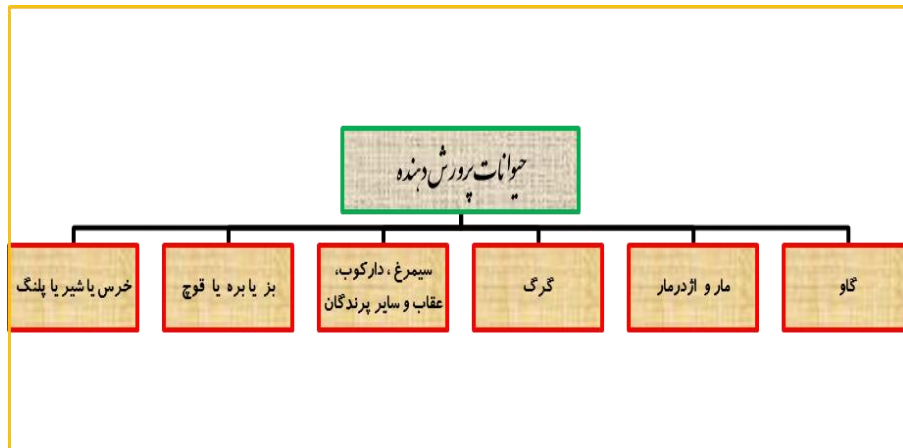 حیوانات پرورش دهنده
گاو
مار و اژدرمار
گرگ
سیمرغ ، دارکوب،
عقاب و سایر پرندگان
بز یا بره یا قوچ
خرس یا شیر یا پلنگ